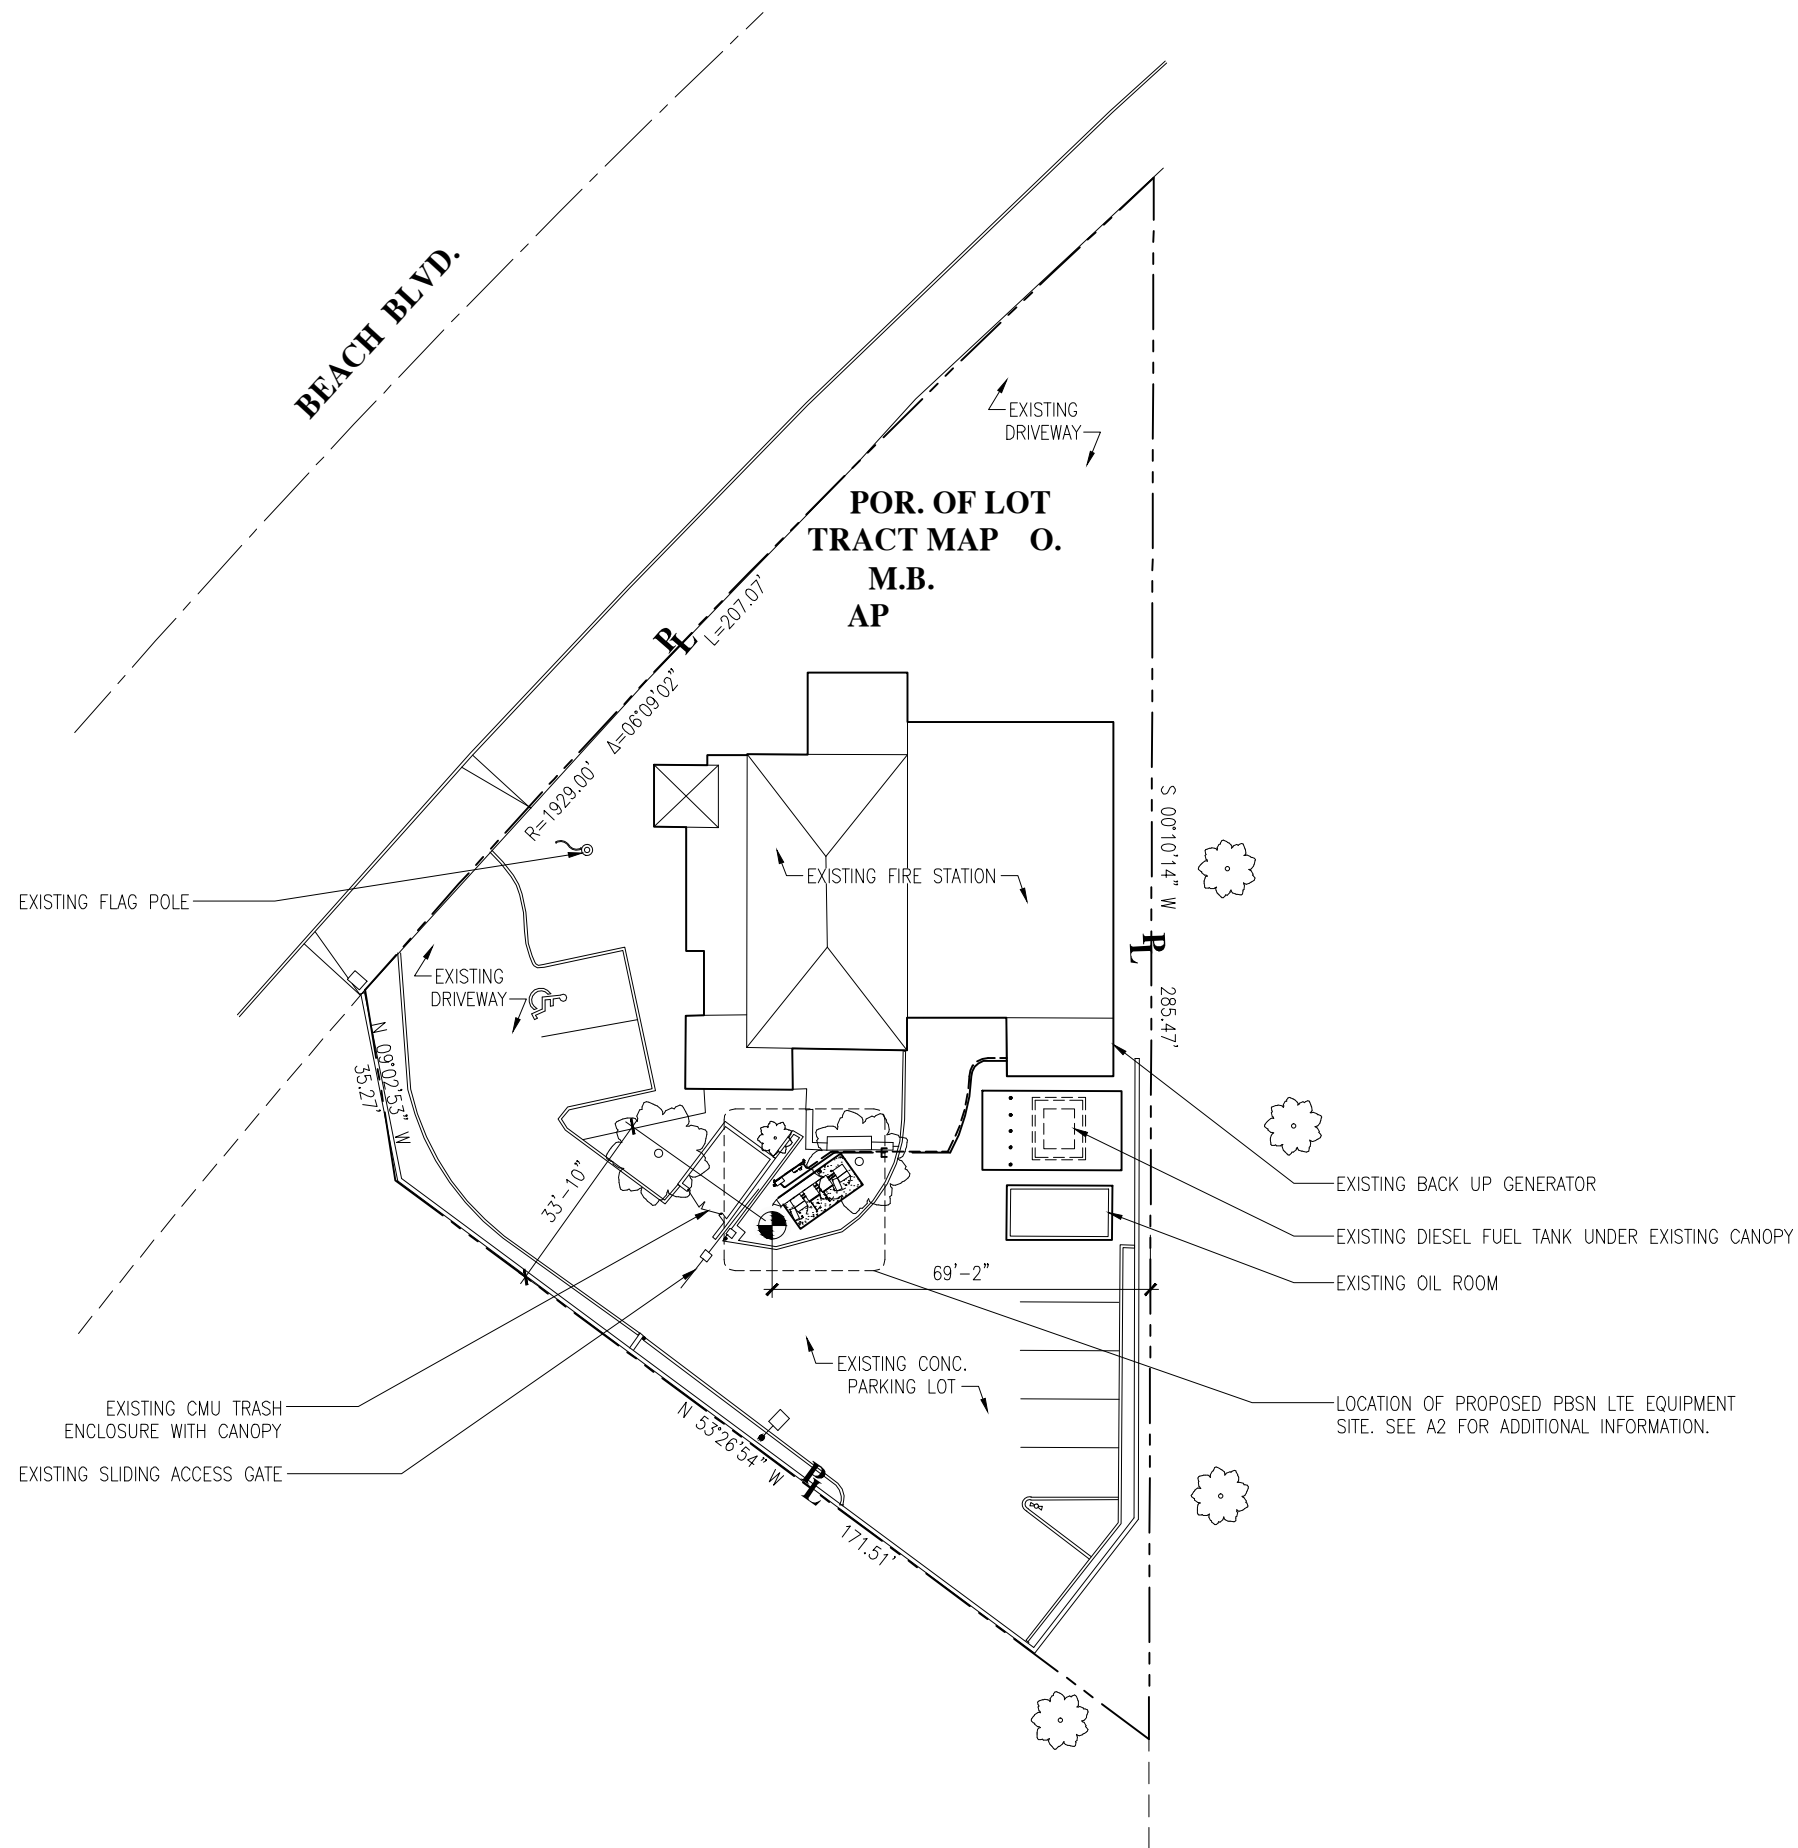 BEACH BLVD.
EXISTING
DRIVEWAY
POR. OF LOT
TRACT MAP O.
M.B.
AP
PL
L=207.07'
Δ=06°09'02"
R=1929.00'
S 00°10'14" W
PL
285.47'
EXISTING FIRE STATION
EXISTING FLAG POLE
EXISTING
DRIVEWAY
N 09°02'53" W
35.27'
33'-10"
E
EXISTING BACK UP GENERATOR
EXISTING DIESEL FUEL TANK UNDER EXISTING CANOPY
EXISTING OIL ROOM
69'-2"
EXISTING CONC.
PARKING LOT
LOCATION OF PROPOSED PBSN LTE EQUIPMENT
SITE. SEE A2 FOR ADDITIONAL INFORMATION.
EXISTING CMU TRASH
ENCLOSURE WITH CANOPY
EXISTING SLIDING ACCESS GATE
N 53°26'54" W
PL
171.51'